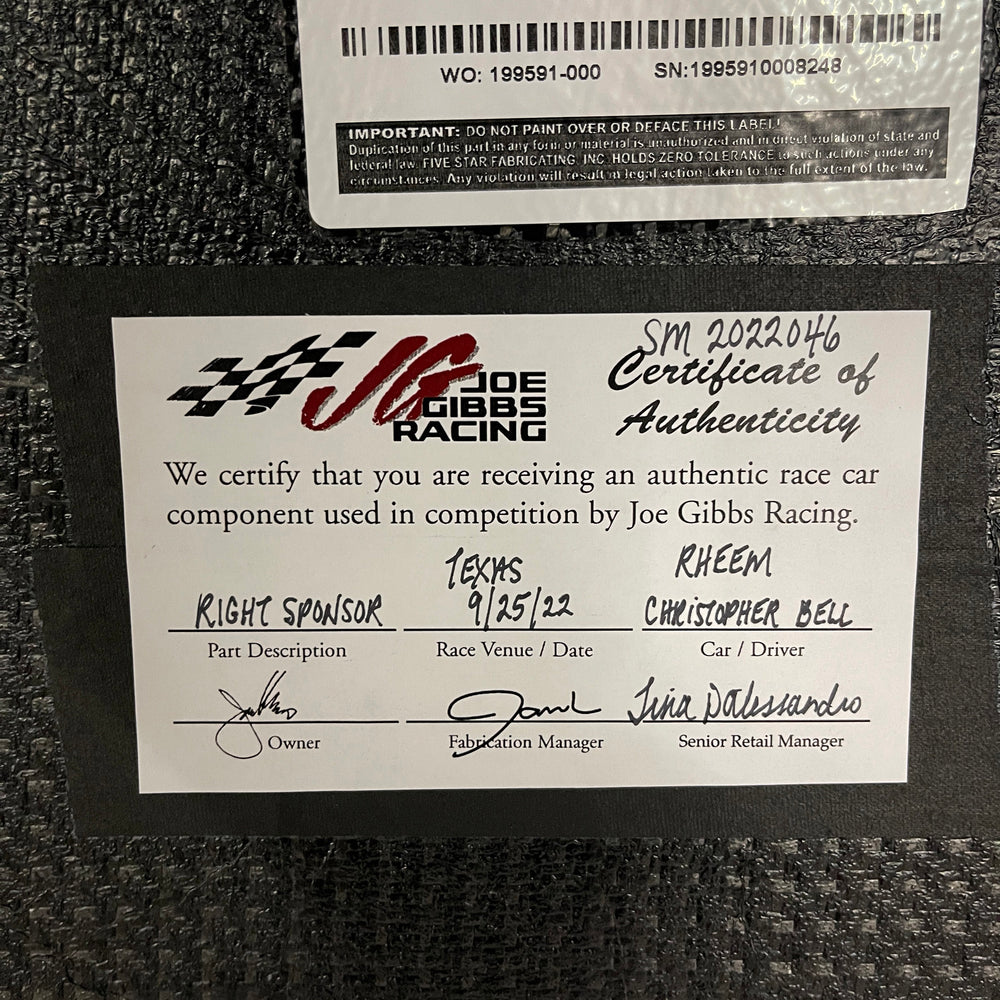 WO: 199591-000 SN:1995910008248
IMPORTANT: DO NOT PAINT OVER OR DEFACE THIS LABEL!
Duplication of this part in any form or material is unauthorized and in direct violation of state and
federal law. FIVE STAR FABRICATING, INC. HOLDS ZERO TOLERANCE to such actions under any
circumstances. Any violation will result in legal action taken to the full extent of the law.
JG JOE
GIBBS
RACING
SM 2022046
Certificate of
Authenticity
We certify that you are receiving an authentic race car
component used in competition by Joe Gibbs Racing.
TEXAS RHEEM
RIGHT SPONSOR 9/25/22 CHRISTOPHER BELL
Part Description Race Venue / Date Car / Driver
Tina Dalessandro
Owner Fabrication Manager Senior Retail Manager